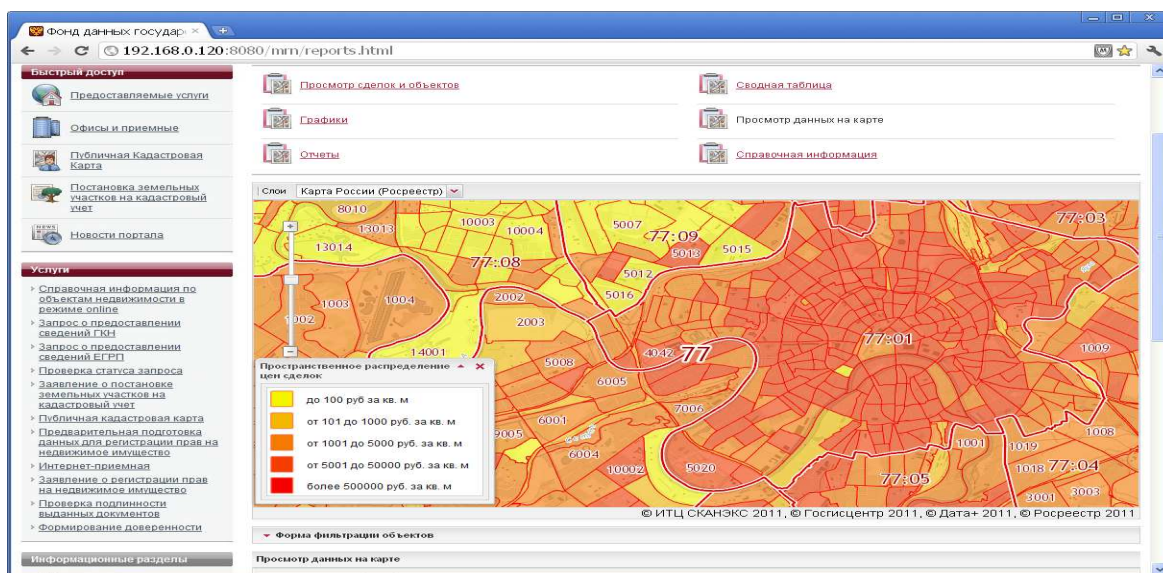 Фонд данных государ
192.168.0.120:8080/mrn/reports.html
Быстрый доступ
Предоставляемые услуги
Офисы и приемные
Публичная Кадастровая
Карта
Постановка земельных
участков на кадастровый
учет
Новости портала
Услуги
Справочная информация по
объектам недвижимости в
режиме online
Запрос о предоставлении
сведений ГКН
Запрос о предоставлении
сведений ЕГРП
Проверка статуса запроса
Заявление о постановке
земельных участков на
кадастровый учет
Публичная кадастровая карта
Предварительная подготовка
данных для регистрации прав на
недвижимое имущество
Интернет-приемная
Заявление о регистрации прав
на недвижимое имущество
Проверка подлинности
выданных документов
Формирование доверенности
Информационные разделы
Просмотр сделок и объектов
Сводная таблица
Графики
Просмотр данных на карте
Отчеты
Справочная информация
Слои Карта России (Росреестр)
8010
13013
13014
10003
10004
77:08
5007
77:09
5013
5015
5012
5016
77:03
1003
1004
1002
2002
2003
14001
5008
4042
77
77:01
1009
6005
7006
6001
9005
6004
10002
5020
77:05
1001
1019
1008
1018
77:04
3001
3003
Пространственное распределение
цен сделок
до 100 руб за кв. м
от 101 до 1000 руб. за кв. м
от 1001 до 5000 руб. за кв. м
от 5001 до 50000 руб. за кв. м
более 500000 руб. за кв. м
© ИТЦ СКАНЭКС 2011, © Госгисцентр 2011, © Дата+ 2011, © Росреестр 2011
Форма фильтрации объектов
Просмотр данных на карте